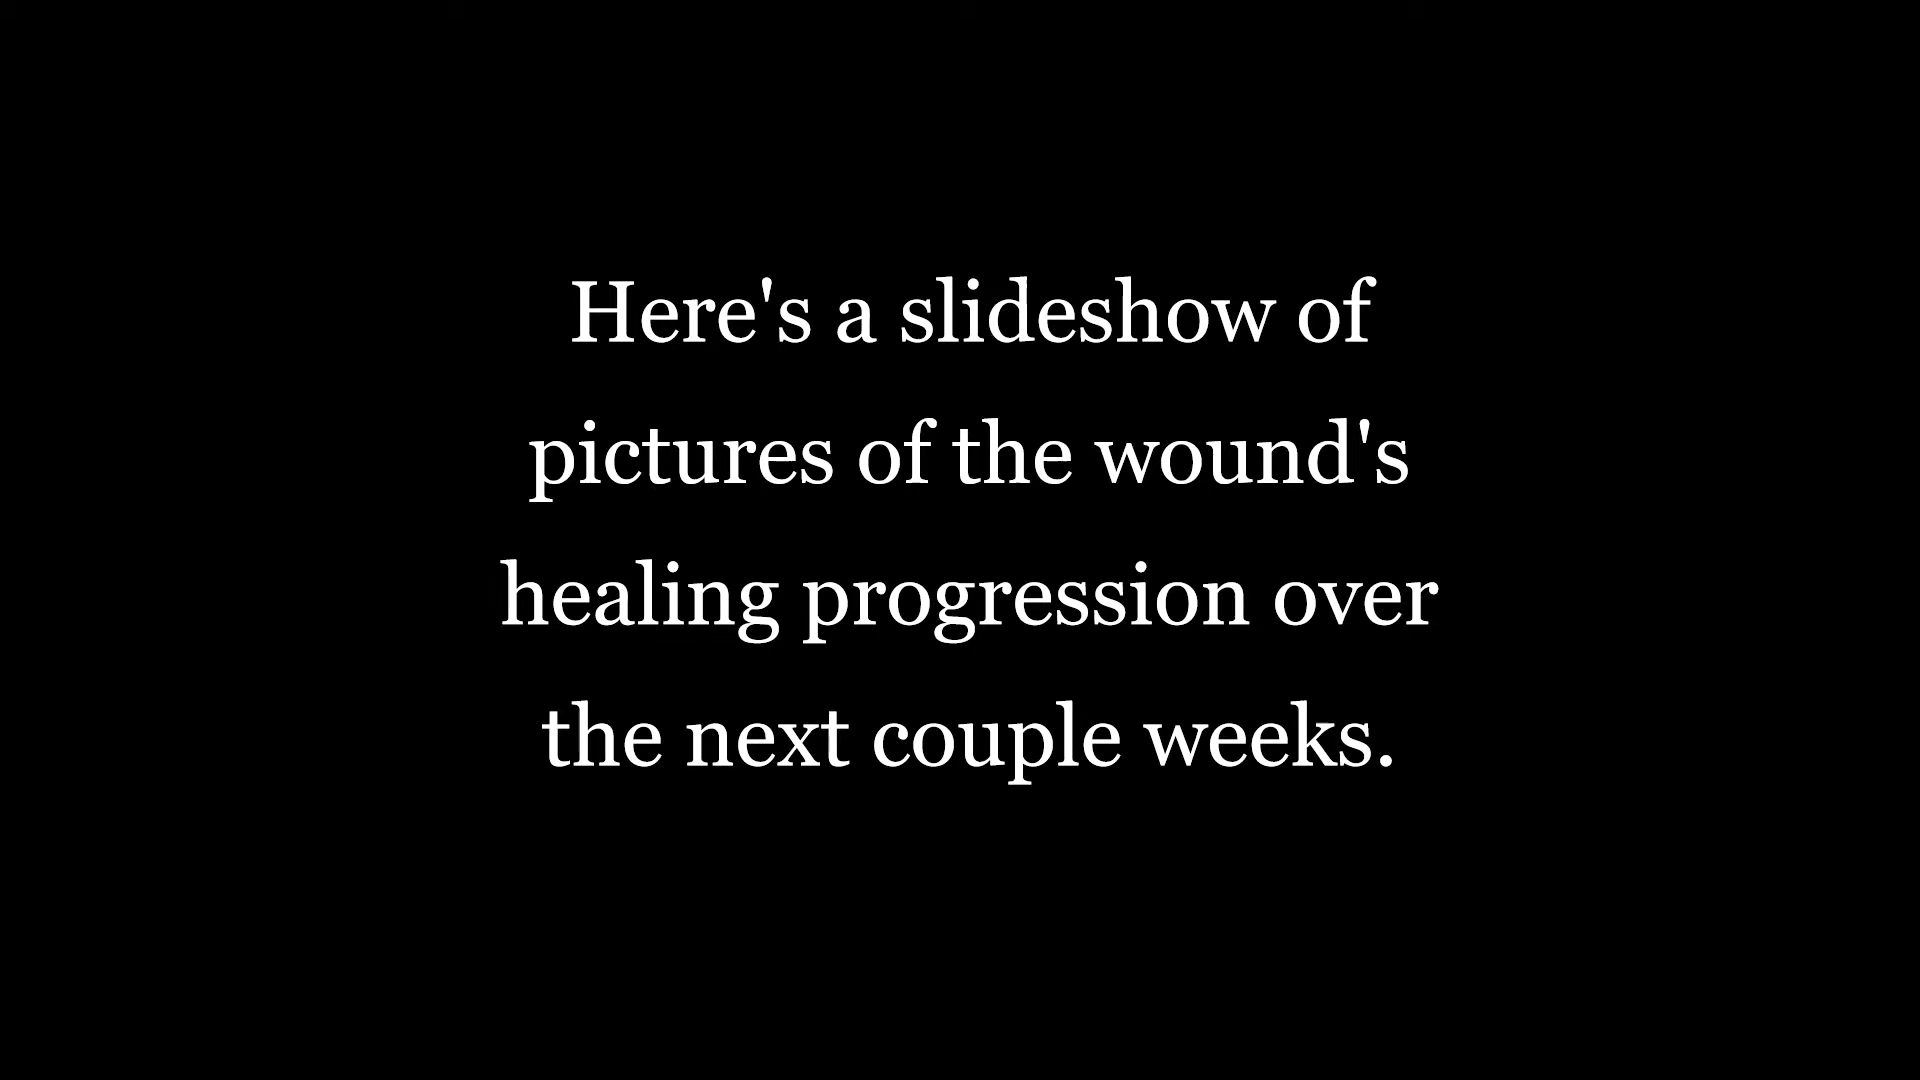 Here's a slideshow of
pictures of the wound's
healing progression over
the next couple weeks.